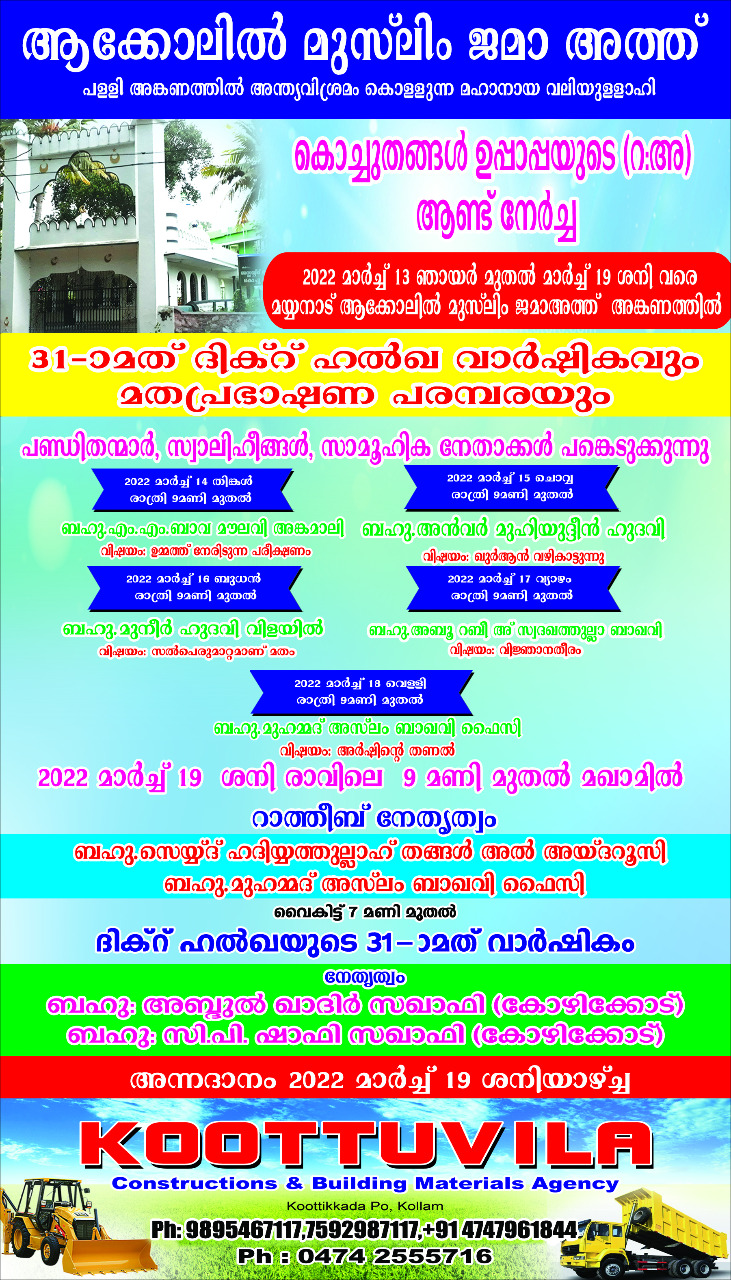 ആക്കോലിൽ മുസ്‌ലിം ജമാ അത്ത്
പളളി അങ്കണത്തിൽ അന്ത്യവിശ്രമം കൊളളുന്ന മഹാനായ വലിയുളളാഹി
കൊച്ചുതങ്ങൾ ഉപ്പാപ്പയുടെ (റ:അ)
ആണ്ട് നേർച്ച
2022 മാർച്ച് 13 ഞായർ മുതൽ മാർച്ച് 19 ശനി വരെ
മയ്യനാട് ആക്കോലിൽ മുസ്‌ലിം ജമാഅത്ത് അങ്കണത്തിൽ
31-ാമത് ദിക്റ് ഹൽഖ വാർഷികവും
മതപ്രഭാഷണ പരമ്പരയും
പണ്ഡിതന്മാർ, സ്വാലിഹീങ്ങൾ, സാമൂഹിക നേതാക്കൾ പങ്കെടുക്കുന്നു
2022 മാർച്ച് 14 തിങ്കൾ
രാത്രി 9മണി മുതൽ
ബഹു.എം.എം.ബാവ മൗലവി അങ്കമാലി
വിഷയം: ഉമ്മത്ത് നേരിടുന്ന പരീക്ഷണം
2022 മാർച്ച് 15 ചൊവ്വ
രാത്രി 9മണി മുതൽ
ബഹു.അൻവർ മുഹിയുദ്ദീൻ ഹുദവി
വിഷയം: ഖുർആൻ വഴികാട്ടുന്നു
2022 മാർച്ച് 16 ബുധൻ
രാത്രി 9മണി മുതൽ
ബഹു.മുനീർ ഹുദവി വിളയിൽ
വിഷയം: സൽപെരുമാറ്റമാണ് മതം
2022 മാർച്ച് 17 വ്യാഴം
രാത്രി 9മണി മുതൽ
ബഹു.അബൂ റബീ അ് സ്വദഖത്തുല്ലാ ബാഖവി
വിഷയം: വിജ്ഞാനതീരം
2022 മാർച്ച് 18 വെളളി
രാത്രി 9മണി മുതൽ
ബഹു.മുഹമ്മദ് അസ്‌ലം ബാഖവി ഫൈസി
വിഷയം: അർഷിന്റെ തണൽ
2022 മാർച്ച് 19 ശനി രാവിലെ 9 മണി മുതൽ മഖാമിൽ
റാത്തീബ് നേതൃത്വം
ബഹു.സെയ്യ്ദ് ഹദിയ്യത്തുല്ലാഹ് തങ്ങൾ അൽ അയ്ദറൂസി
ബഹു.മുഹമ്മദ് അസ്‌ലം ബാഖവി ഫൈസി
വൈകിട്ട് 7 മണി മുതൽ
ദിക്റ് ഹൽഖയുടെ 31-ാമത് വാർഷികം
നേതൃത്വം
ബഹു: അബ്ദുൽ ഖാദിർ സഖാഫി (കോഴിക്കോട്)
ബഹു: സി.പി. ഷാഫി സഖാഫി (കോഴിക്കോട്)
അന്നദാനം 2022 മാർച്ച് 19 ശനിയാഴ്ച്ച
KOOTTUVILA
Constructions & Building Materials Agency
Koottikkada Po, Kollam
Ph: 9895467117,7592987117,+91 4747961844
Ph : 0474 2555716